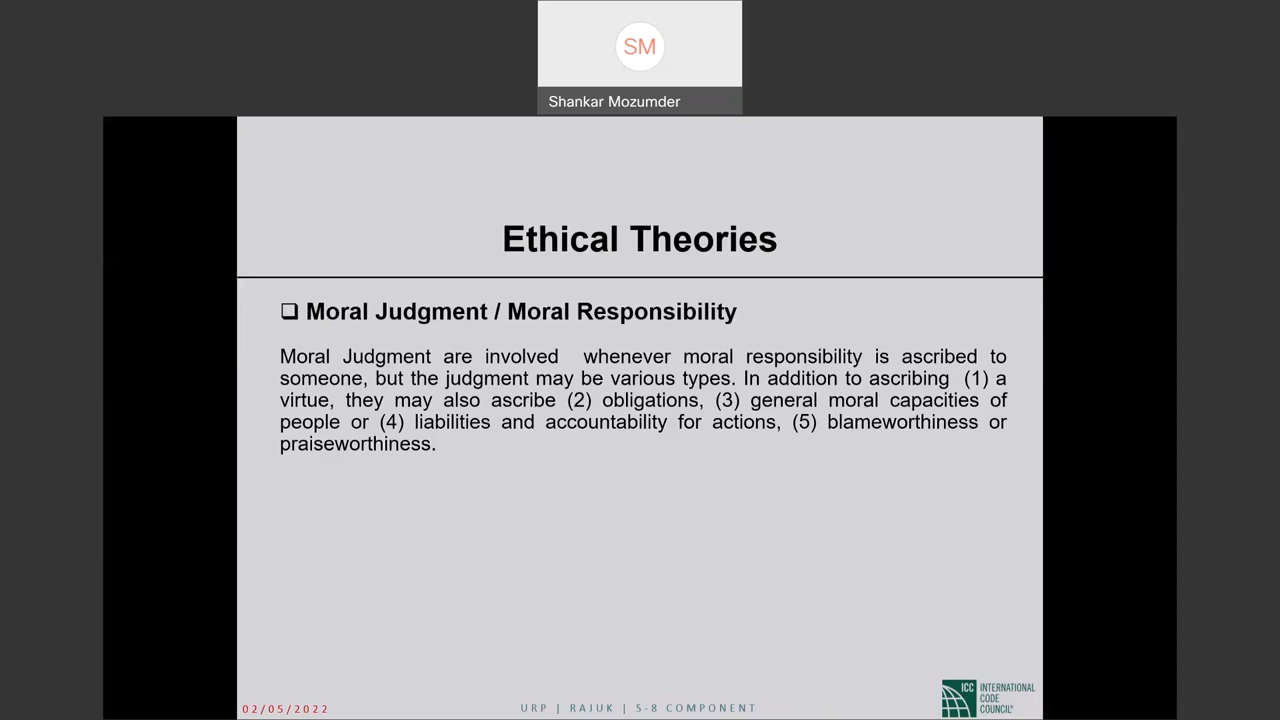 SM
Shankar Mozumder
Ethical Theories
❑ Moral Judgment / Moral Responsibility
Moral Judgment are involved whenever moral responsibility is ascribed to
someone, but the judgment may be various types. In addition to ascribing (1) a
virtue, they may also ascribe (2) obligations, (3) general moral capacities of
people or (4) liabilities and accountability for actions, (5) blameworthiness or
praiseworthiness.
02/05/2022
URP | RAJUK | S-8 COMPONENT
ICC INTERNATIONAL
CODE
COUNCIL®